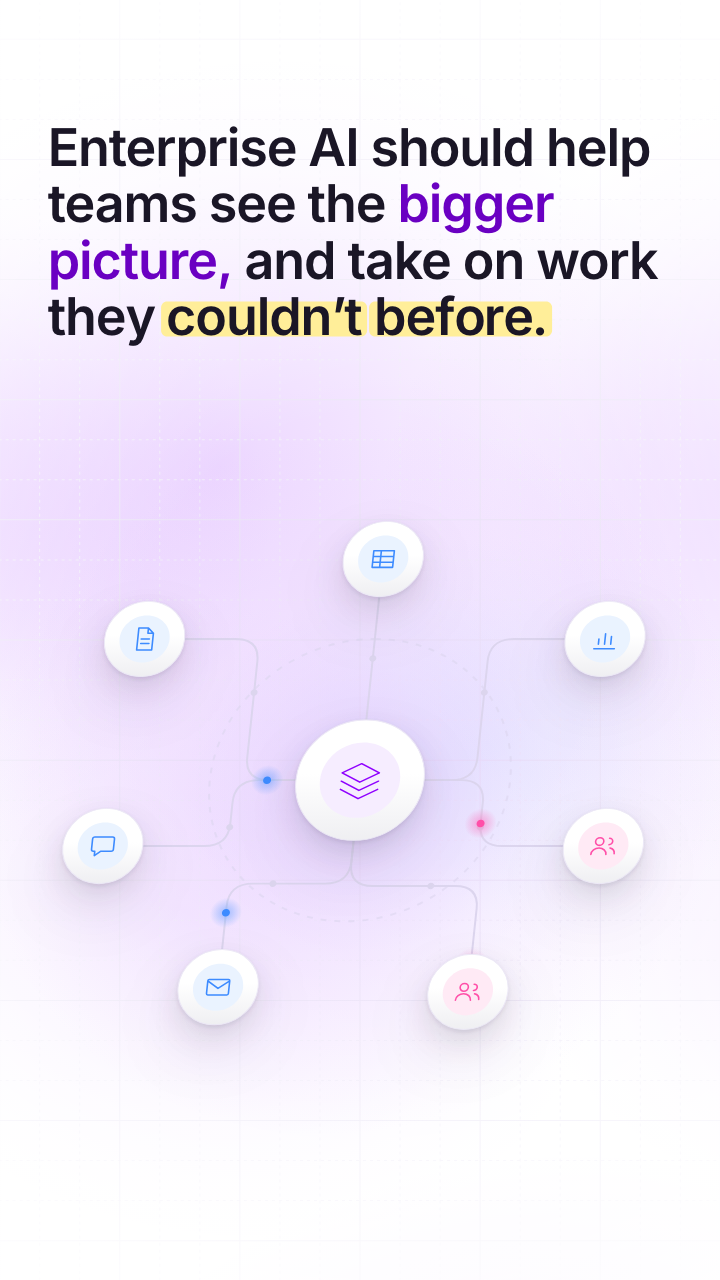 Enterprise AI should help
teams see the bigger
picture, and take on work
they couldn’t before.